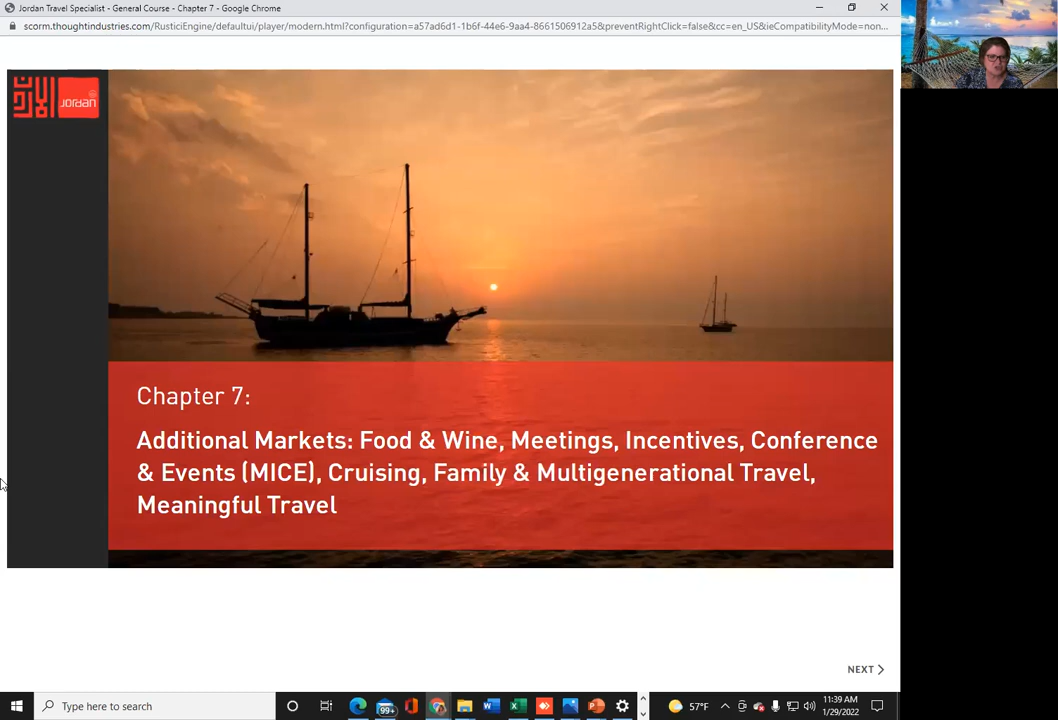 Jordan Travel Specialist - General Course - Chapter 7 - Google Chrome
scorm.thoughtindustries.com/RusticiEngine/defaultui/player/modern.html?configuration=a57ad6d1-1b6f-44e6-9aa4-8661506912a5&preventRightClick=false&cc=en_US&ieCompatibilityMode=non...
الأردن
Jordan
Chapter 7:
Additional Markets: Food & Wine, Meetings, Incentives, Conference
& Events (MICE), Cruising, Family & Multigenerational Travel,
Meaningful Travel
NEXT
Type here to search
99+
57°F
11:39 AM
1/29/2022